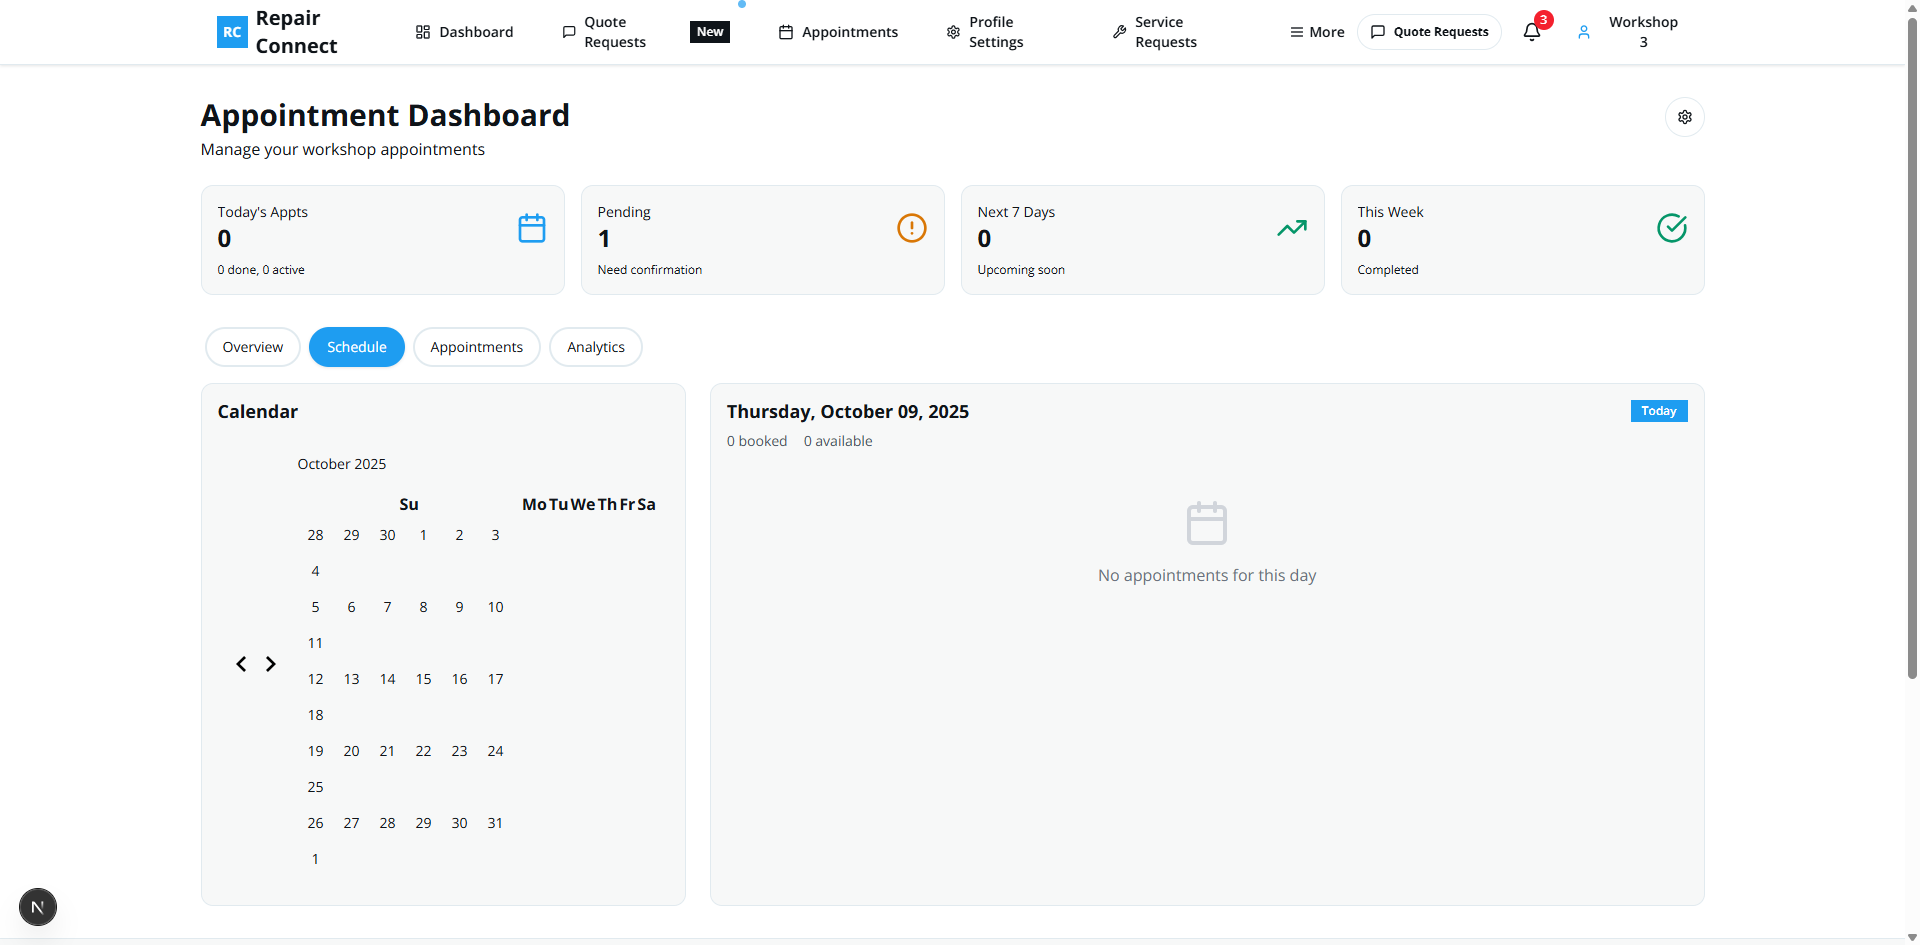 RC
Repair
Connect
Dashboard
Quote
Requests
New
Appointments
Profile
Settings
Service
Requests
More
Quote Requests
3
Workshop
3
Appointment Dashboard
Manage your workshop appointments
Today's Appts
0
0 done, 0 active
Pending
1
Need confirmation
Next 7 Days
0
Upcoming soon
This Week
0
Completed
Overview
Schedule
Appointments
Analytics
Calendar
October 2025
Su Mo Tu We Th Fr Sa
28 29 30 1 2 3
4
5 6 7 8 9 10
11
12 13 14 15 16 17
18
19 20 21 22 23 24
25
26 27 28 29 30 31
1
Thursday, October 09, 2025
Today
0 booked 0 available
No appointments for this day
N